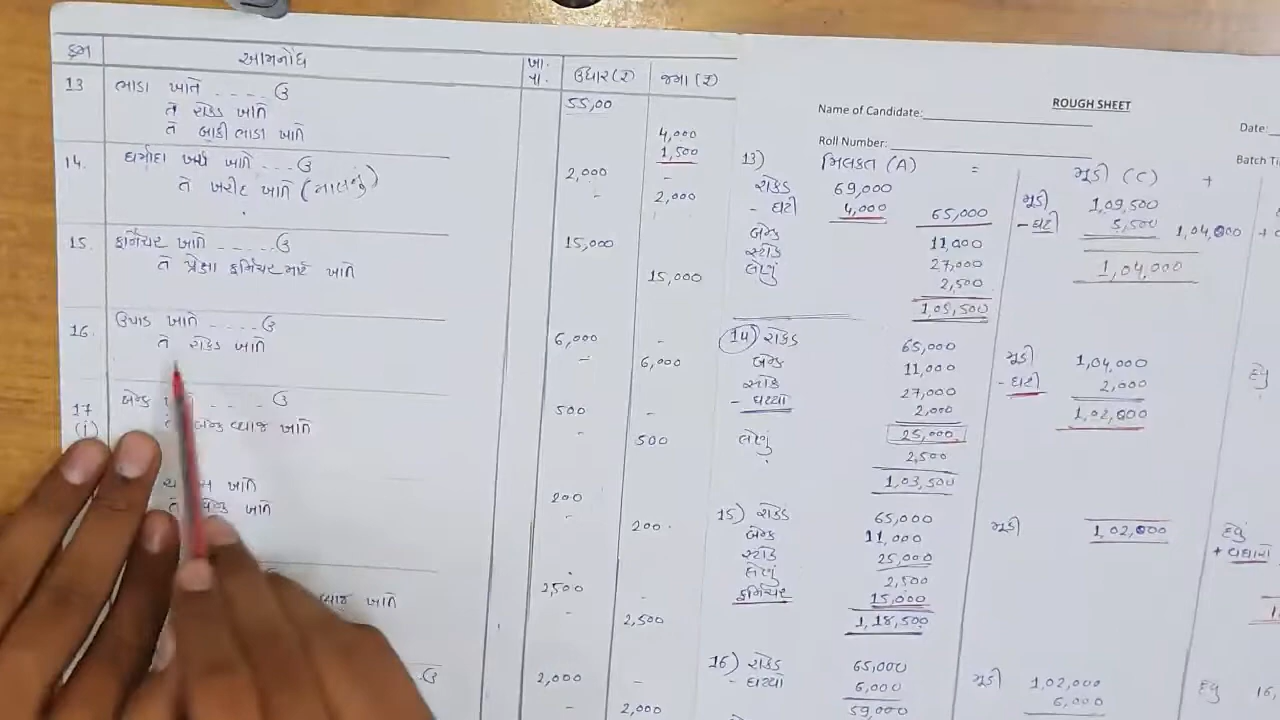 ક્રમ આમનોંધ ખા. પા. ઉધાર(₹) જમા (₹)
13 ભાડા ખાતે ....ઉ 55,00
તે રોકડ ખાતે 4,000
તે બાકી ભાડા ખાતે 1,500
14. ધર્માદા ખર્ચ ખાતે ....ઉ 2,000 -
તે ખરીદ ખાતે (માલનું) - 2,000
15. ફર્નિચર ખાતે .....ઉ 15,000
તે પ્રેક્ષા ફર્નિચર માર્ટ ખાતે 15,000
16. ઉપાડ ખાતે ....ઉ 6,000 -
તે રોકડ ખાતે - 6,000
17 બેન્ક ....ઉ 500 -
(i) બેન્ક વ્યાજ ખાતે - 500
ખાતે 200
ખાતે - 200.
2,500 -
ખાતે - 2,500
.ઉ 2,000 -
- 2,000
ROUGH SHEET
Name of Candidate: Date:
Roll Number: Batch
13) મિલકત (A) = મૂડી (C) +
રોકડ 69,000 મૂડી 1,09,500
- ઘટી 4,000 65,000 - ઘટી 5,500 1,04,000
બેન્ક 11,000
સ્ટોક 27,000 1,04,000
લેણું 2,500
1,05,500
14) રોકડ 65,000 મૂડી 1,04,000
બેન્ક 11,000 - ઘટી 2,000
સ્ટોક 27,000 1,02,000
- ઘટ્યો 2,000
25,000
લેણું 2,500
1,03,500
15) રોકડ 65,000 મૂડી 1,02,000
બેન્ક 11,000
સ્ટોક 25,000 + વધારો
લેણું 2,500
ફર્નિચર 15,000
1,18,500
16) રોકડ 65,000 મૂડી 1,02,000
- ઘટ્યો 6,000 6,000
59,000